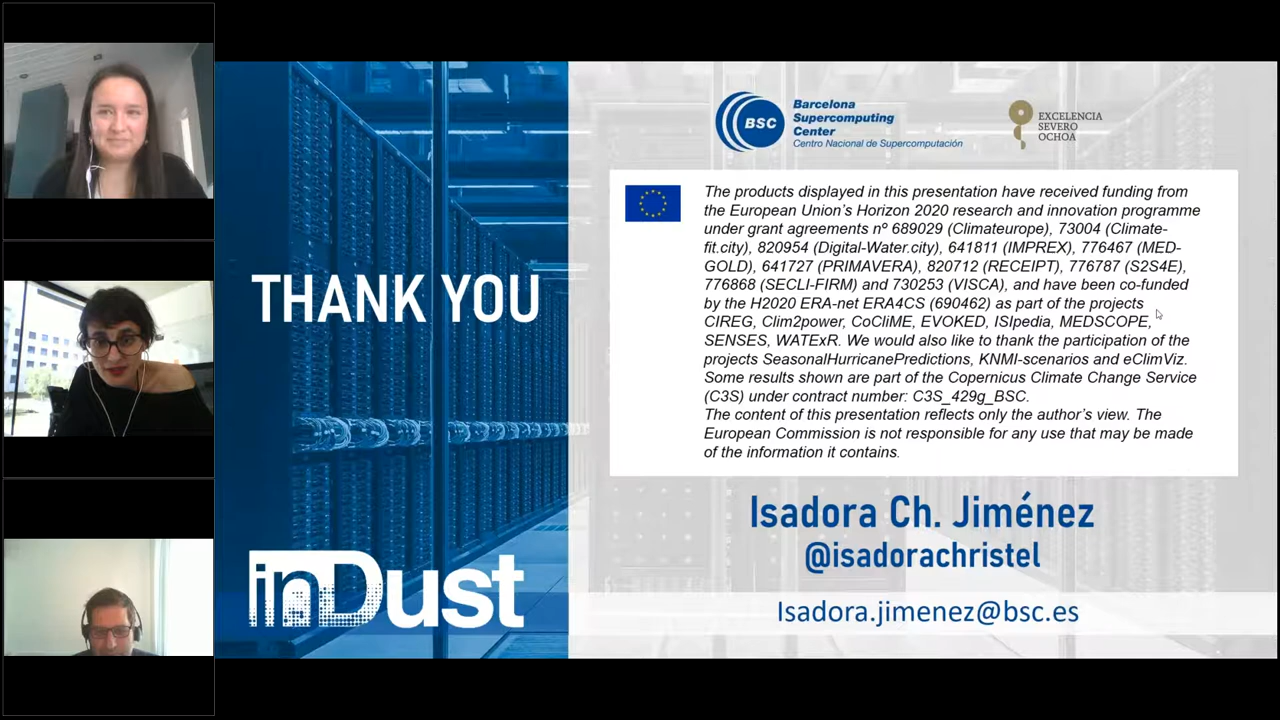 THANK YOU
inDust
BSC
Barcelona
Supercomputing
Center
Centro Nacional de Supercomputación
EXCELENCIA
SEVERO
OCHOA
The products displayed in this presentation have received funding from
the European Union's Horizon 2020 research and innovation programme
under grant agreements nº 689029 (Climateurope), 73004 (Climate-
fit.city), 820954 (Digital-Water.city), 641811 (IMPREX), 776467 (MED-
GOLD), 641727 (PRIMAVERA), 820712 (RECEIPT), 776787 (S2S4E),
776868 (SECLI-FIRM) and 730253 (VISCA), and have been co-funded
by the H2020 ERA-net ERA4CS (690462) as part of the projects
CIREG, Clim2power, CoCliME, EVOKED, ISIpedia, MEDSCOPE,
SENSES, WATExR. We would also like to thank the participation of the
projects SeasonalHurricanePredictions, KNMI-scenarios and eClimViz.
Some results shown are part of the Copernicus Climate Change Service
(C3S) under contract number: C3S_429g_BSC.
The content of this presentation reflects only the author's view. The
European Commission is not responsible for any use that may be made
of the information it contains.
Isadora Ch. Jiménez
@isadorachristel
Isadora.jimenez@bsc.es